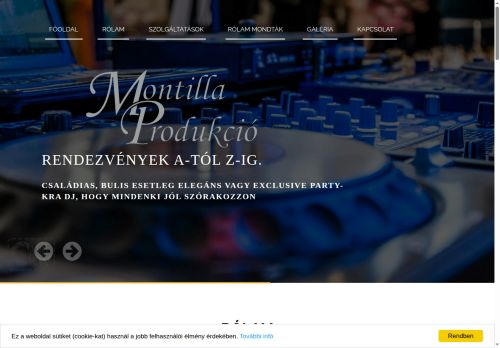 FŐOLDAL
RÓLAM
SZOLGÁLTATÁSOK
RÓLAM MONDTÁK
GALÉRIA
KAPCSOLAT
Montilla
Produkció
RENDEZVÉNYEK A-TÓL Z-IG.
CSALÁDIAS, BULIS ESETLEG ELEGÁNS VAGY EXCLUSIVE PARTY-
KRA DJ, HOGY MINDENKI JÓL SZÓRAKOZZON
Ez a weboldal sütiket (cookie-kat) használ a jobb felhasználói élmény érdekében. További infó
Rendben